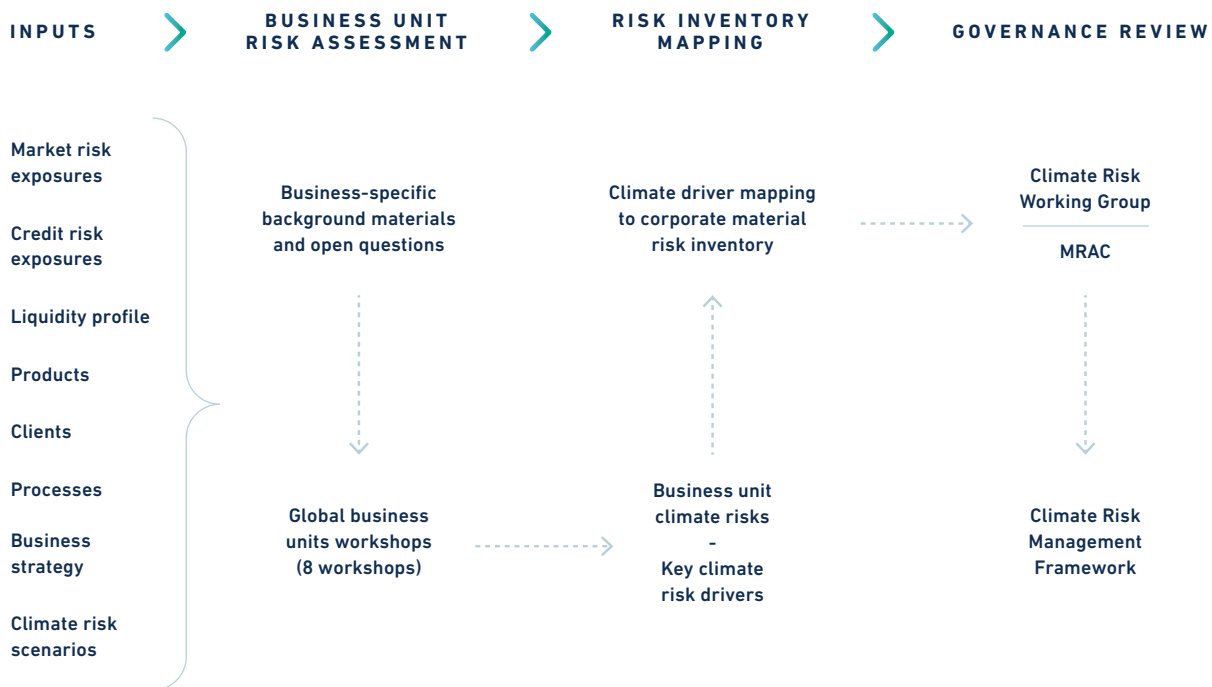 INPUTS
BUSINESS UNIT
RISK ASSESSMENT
RISK INVENTORY
MAPPING
GOVERNANCE REVIEW
Market risk
exposures
Credit risk
exposures
Liquidity profile
Products
Clients
Processes
Business
strategy
Climate risk
scenarios
Business-specific
background materials
and open questions
Global business
units workshops
(8 workshops)
Climate driver mapping
to corporate material
risk inventory
Business unit
climate risks
-
Key climate
risk drivers
Climate Risk
Working Group
MRAC
Climate Risk
Management
Framework